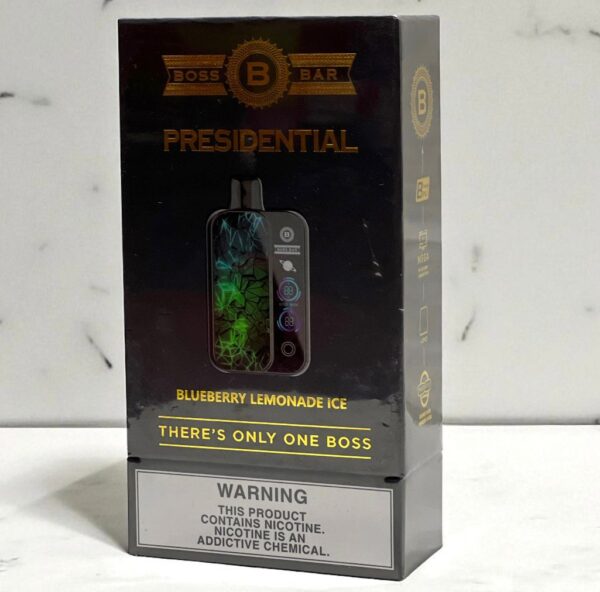 BOSS B BAR
PRESIDENTIAL
B
BLUEBERRY LEMONADE ICE
THERE'S ONLY ONE BOSS
WARNING
THIS PRODUCT
CONTAINS NICOTINE.
NICOTINE IS AN
ADDICTIVE CHEMICAL.
B